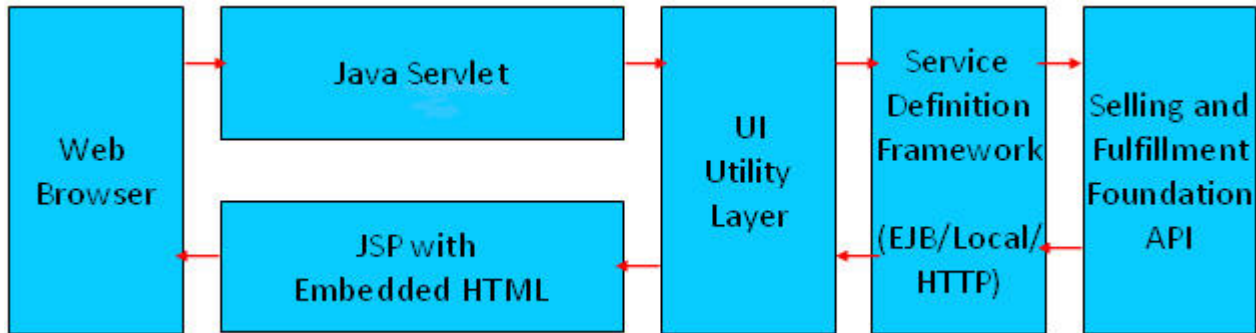 Web
Browser
Java Servlet
JSP with
Embedded HTML
UI
Utility
Layer
Service
Definition
Framework
(EJB/Local/
HTTP)
Selling and
Fulfillment
Foundation
API